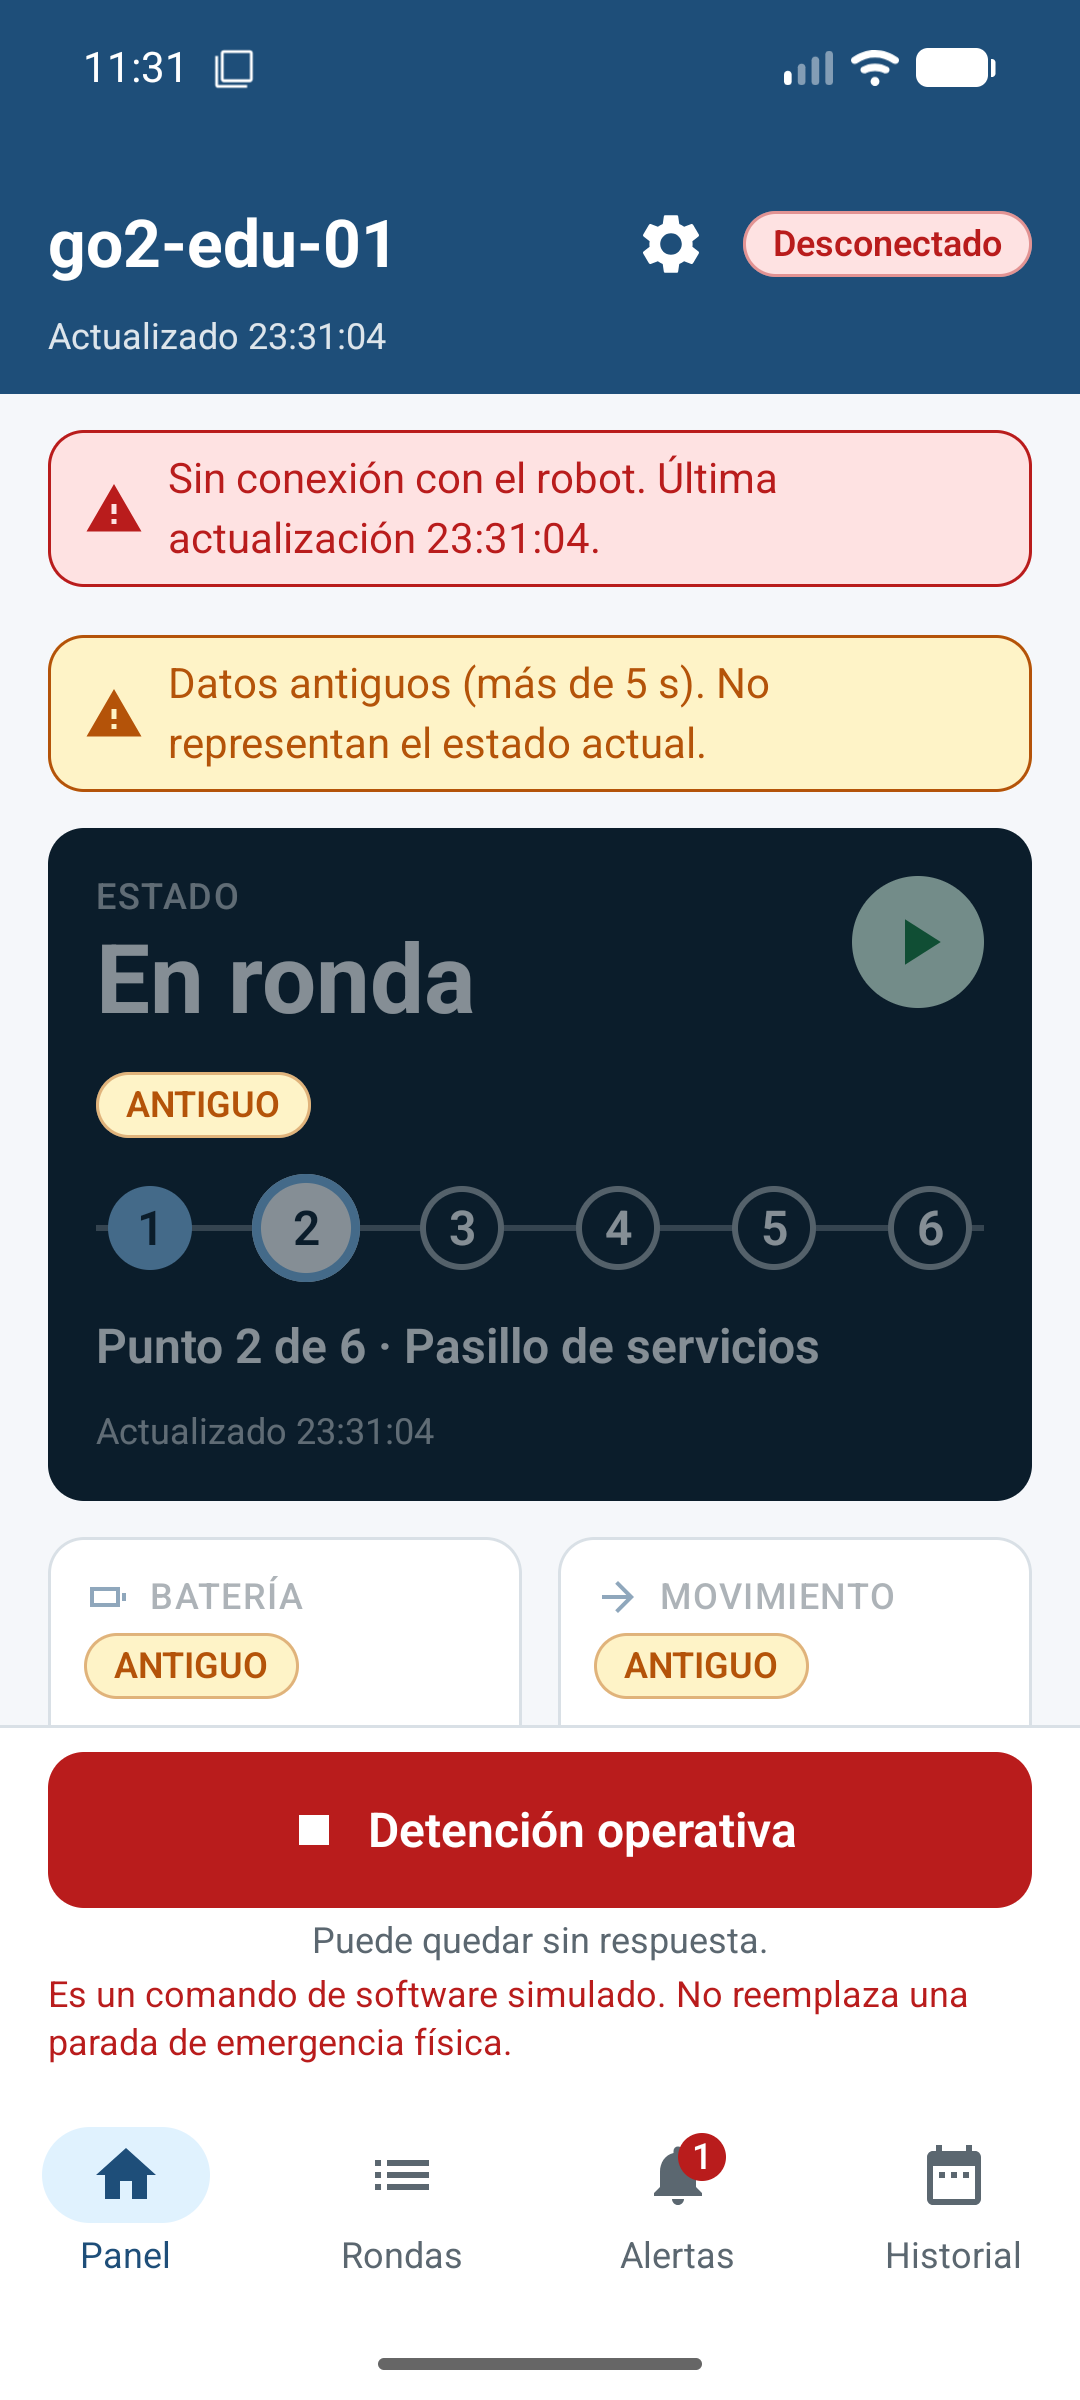 11:31
go2-edu-01
Desconectado
Actualizado 23:31:04
Sin conexión con el robot. Última
actualización 23:31:04.
Datos antiguos (más de 5 s). No
representan el estado actual.
ESTADO
En ronda
ANTIGUO
1 2 3 4 5 6
Punto 2 de 6 · Pasillo de servicios
Actualizado 23:31:04
BATERÍA
MOVIMIENTO
ANTIGUO
ANTIGUO
Detención operativa
Puede quedar sin respuesta.
Es un comando de software simulado. No reemplaza una
parada de emergencia física.
1
Panel
Rondas
Alertas
Historial